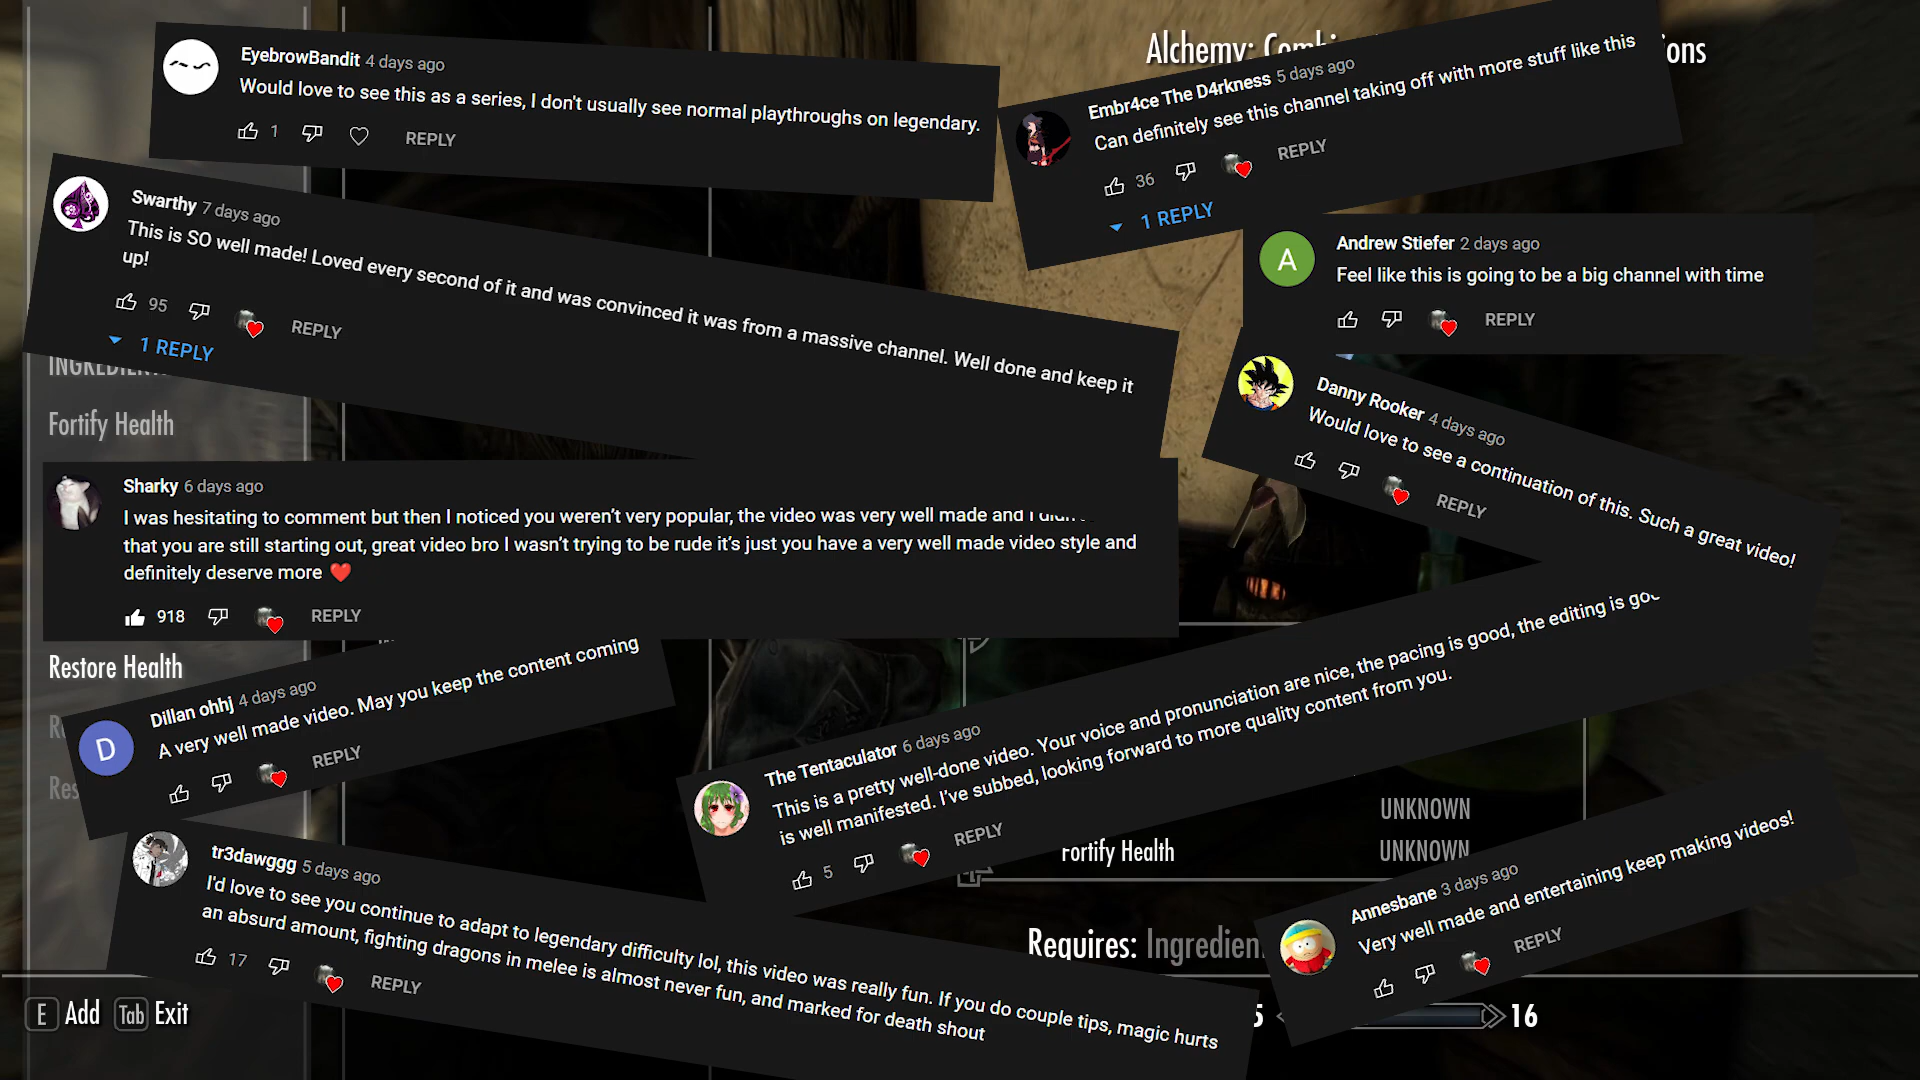 Alchemy:
ons
EyebrowBandit 4 days ago
Would love to see this as a series, I don't usually see normal playthroughs on legendary.
1 REPLY
Embr4ce The D4rkness 5 days ago
Can definitely see this channel taking off with more stuff like this
36 REPLY
1 REPLY
Swarthy 7 days ago
This is SO well made! Loved every second of it and was convinced it was from a massive channel. Well done and keep it
up!
95 REPLY
1 REPLY
A
Andrew Stiefer 2 days ago
Feel like this is going to be a big channel with time
REPLY
Danny Rooker 4 days ago
Would love to see a continuation of this. Such a great video!
REPLY
Fortify Health
Sharky 6 days ago
I was hesitating to comment but then I noticed you weren't very popular, the video was very well made and I
that you are still starting out, great video bro I wasn't trying to be rude it's just you have a very well made video style and
definitely deserve more ❤️
918 REPLY
Restore Health
D
Dillan ohhj 4 days ago
A very well made video. May you keep the content coming
REPLY
Res
The Tentaculator 6 days ago
This is a pretty well-done video. Your voice and pronunciation are nice, the pacing is good, the editing is
is well manifested. I've subbed, looking forward to more quality content from you.
5 REPLY
UNKNOWN
Fortify Health UNKNOWN
tr3dawggg 5 days ago
I'd love to see you continue to adapt to legendary difficulty lol, this video was really fun. If you do couple tips, magic hurts
an absurd amount, fighting dragons in melee is almost never fun, and marked for death shout
17 REPLY
Annesbane 3 days ago
Very well made and entertaining keep making videos!
REPLY
Requires: Ingredien
E Add Tab Exit
5 16